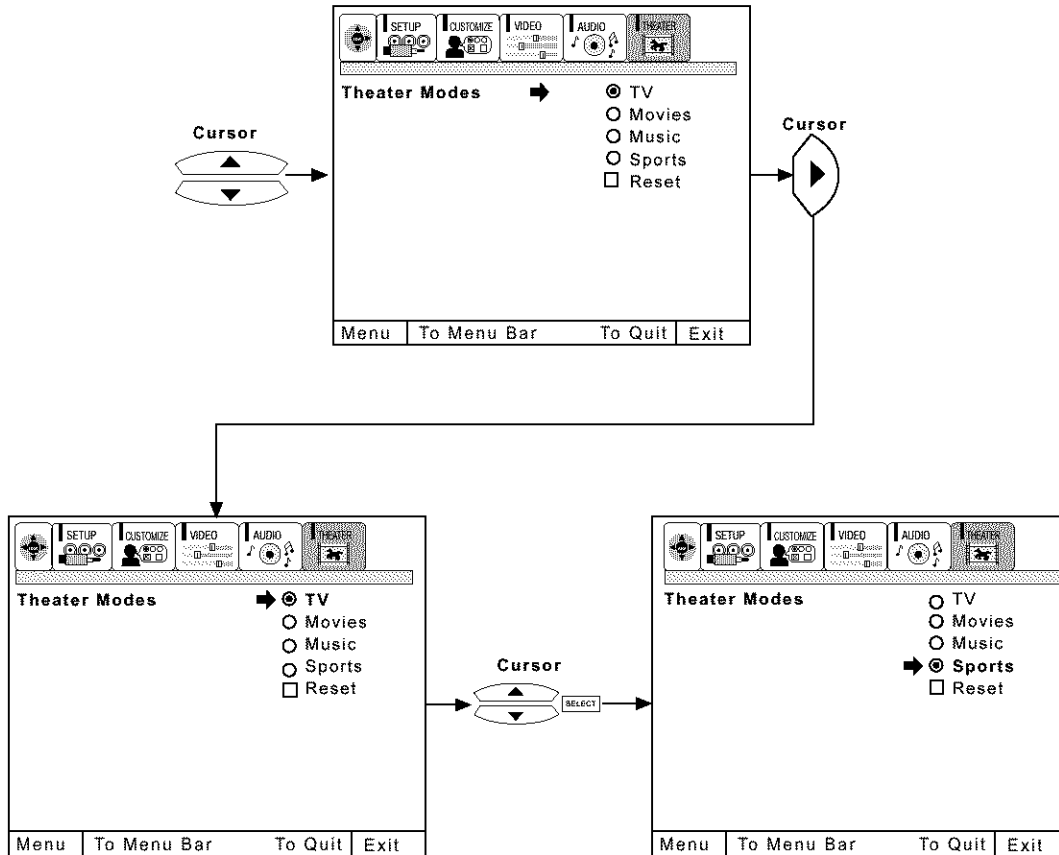 SETUP CUSTOMIZE VIDEO AUDIO THEATER
Theater Modes TV
Movies
Music
Sports
Reset
Menu To Menu Bar To Quit Exit
Cursor
Cursor
SETUP CUSTOMIZE VIDEO AUDIO THEATER
Theater Modes TV
Movies
Music
Sports
Reset
Menu To Menu Bar To Quit Exit
Cursor
SELECT
SETUP CUSTOMIZE VIDEO AUDIO THEATER
Theater Modes TV
Movies
Music
Sports
Reset
Menu To Menu Bar To Quit Exit